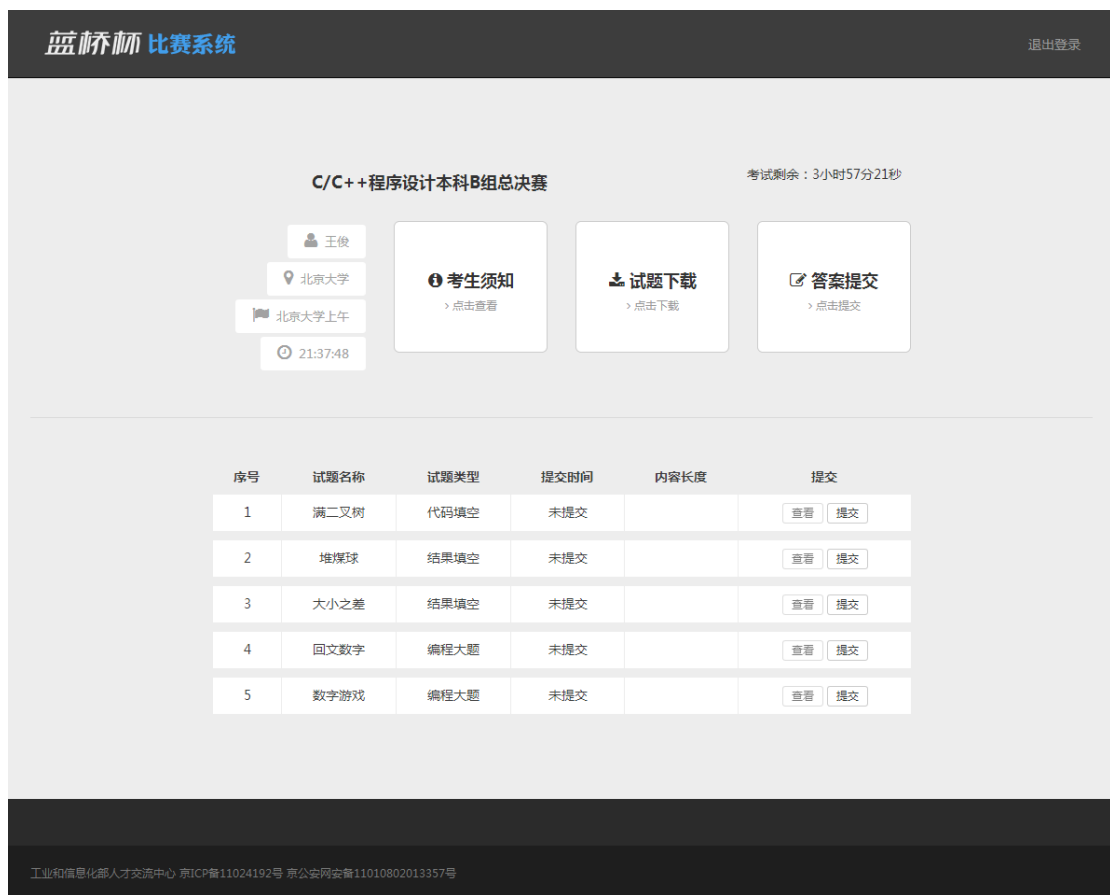 蓝桥杯 比赛系统
退出登录
C/C++程序设计本科B组总决赛
考试剩余：3小时57分21秒
王俊
北京大学
北京大学上午
21:37:48
考生须知
› 点击查看
试题下载
› 点击下载
答案提交
› 点击提交
序号 试题名称 试题类型 提交时间 内容长度 提交
1 满二叉树 代码填空 未提交 查看 提交
2 堆煤球 结果填空 未提交 查看 提交
3 大小之差 结果填空 未提交 查看 提交
4 回文数字 编程大题 未提交 查看 提交
5 数字游戏 编程大题 未提交 查看 提交
工业和信息化部人才交流中心 京ICP备11024192号 京公安网安备11010802013357号